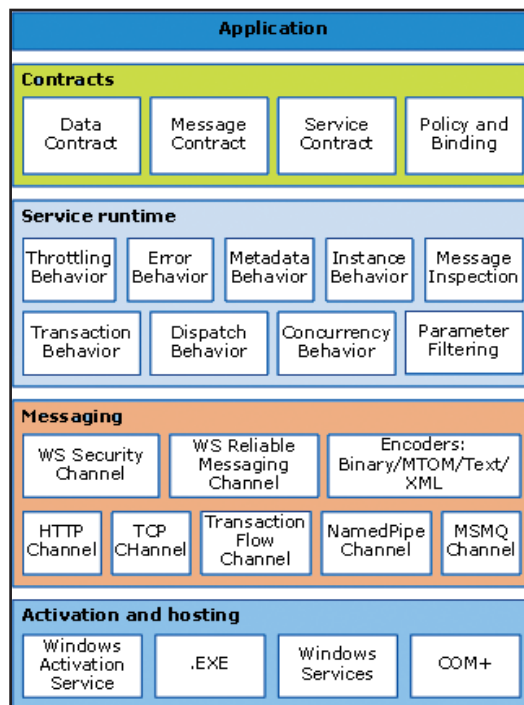 Application
Contracts
Data
Contract
Message
Contract
Service
Contract
Policy and
Binding
Service runtime
Throttling
Behavior
Error
Behavior
Metadata
Behavior
Instance
Behavior
Message
Inspection
Transaction
Behavior
Dispatch
Behavior
Concurrency
Behavior
Parameter
Filtering
Messaging
WS Security
Channel
WS Reliable
Messaging
Channel
Encoders:
Binary/MTOM/Text/
XML
HTTP
Channel
TCP
CHannel
Transaction
Flow
Channel
NamedPipe
Channel
MSMQ
Channel
Activation and hosting
Windows
Activation
Service
.EXE
Windows
Services
COM+